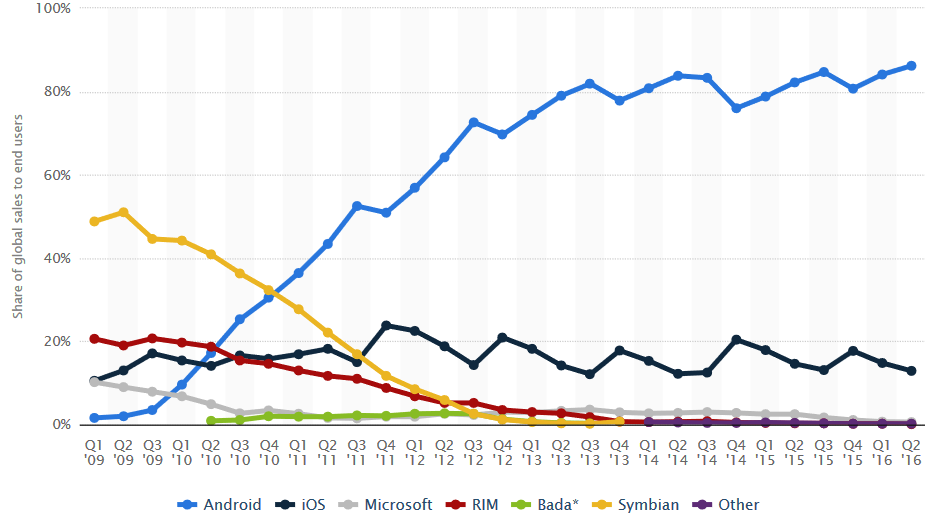 100%
80%
60%
40%
20%
0%
Share of global sales to end users
Q1 Q2 Q3 Q1 Q2 Q3 Q4 Q1 Q2 Q3 Q4 Q1 Q2 Q3 Q4 Q1 Q2 Q3 Q4 Q1 Q2 Q3 Q4 Q1 Q2 Q3 Q4 Q1 Q2
'09 '09 '09 '10 '10 '10 '10 '11 '11 '11 '11 '12 '12 '12 '12 '13 '13 '13 '13 '14 '14 '14 '14 '15 '15 '15 '15 '16 '16
Android iOS Microsoft RIM Bada* Symbian Other